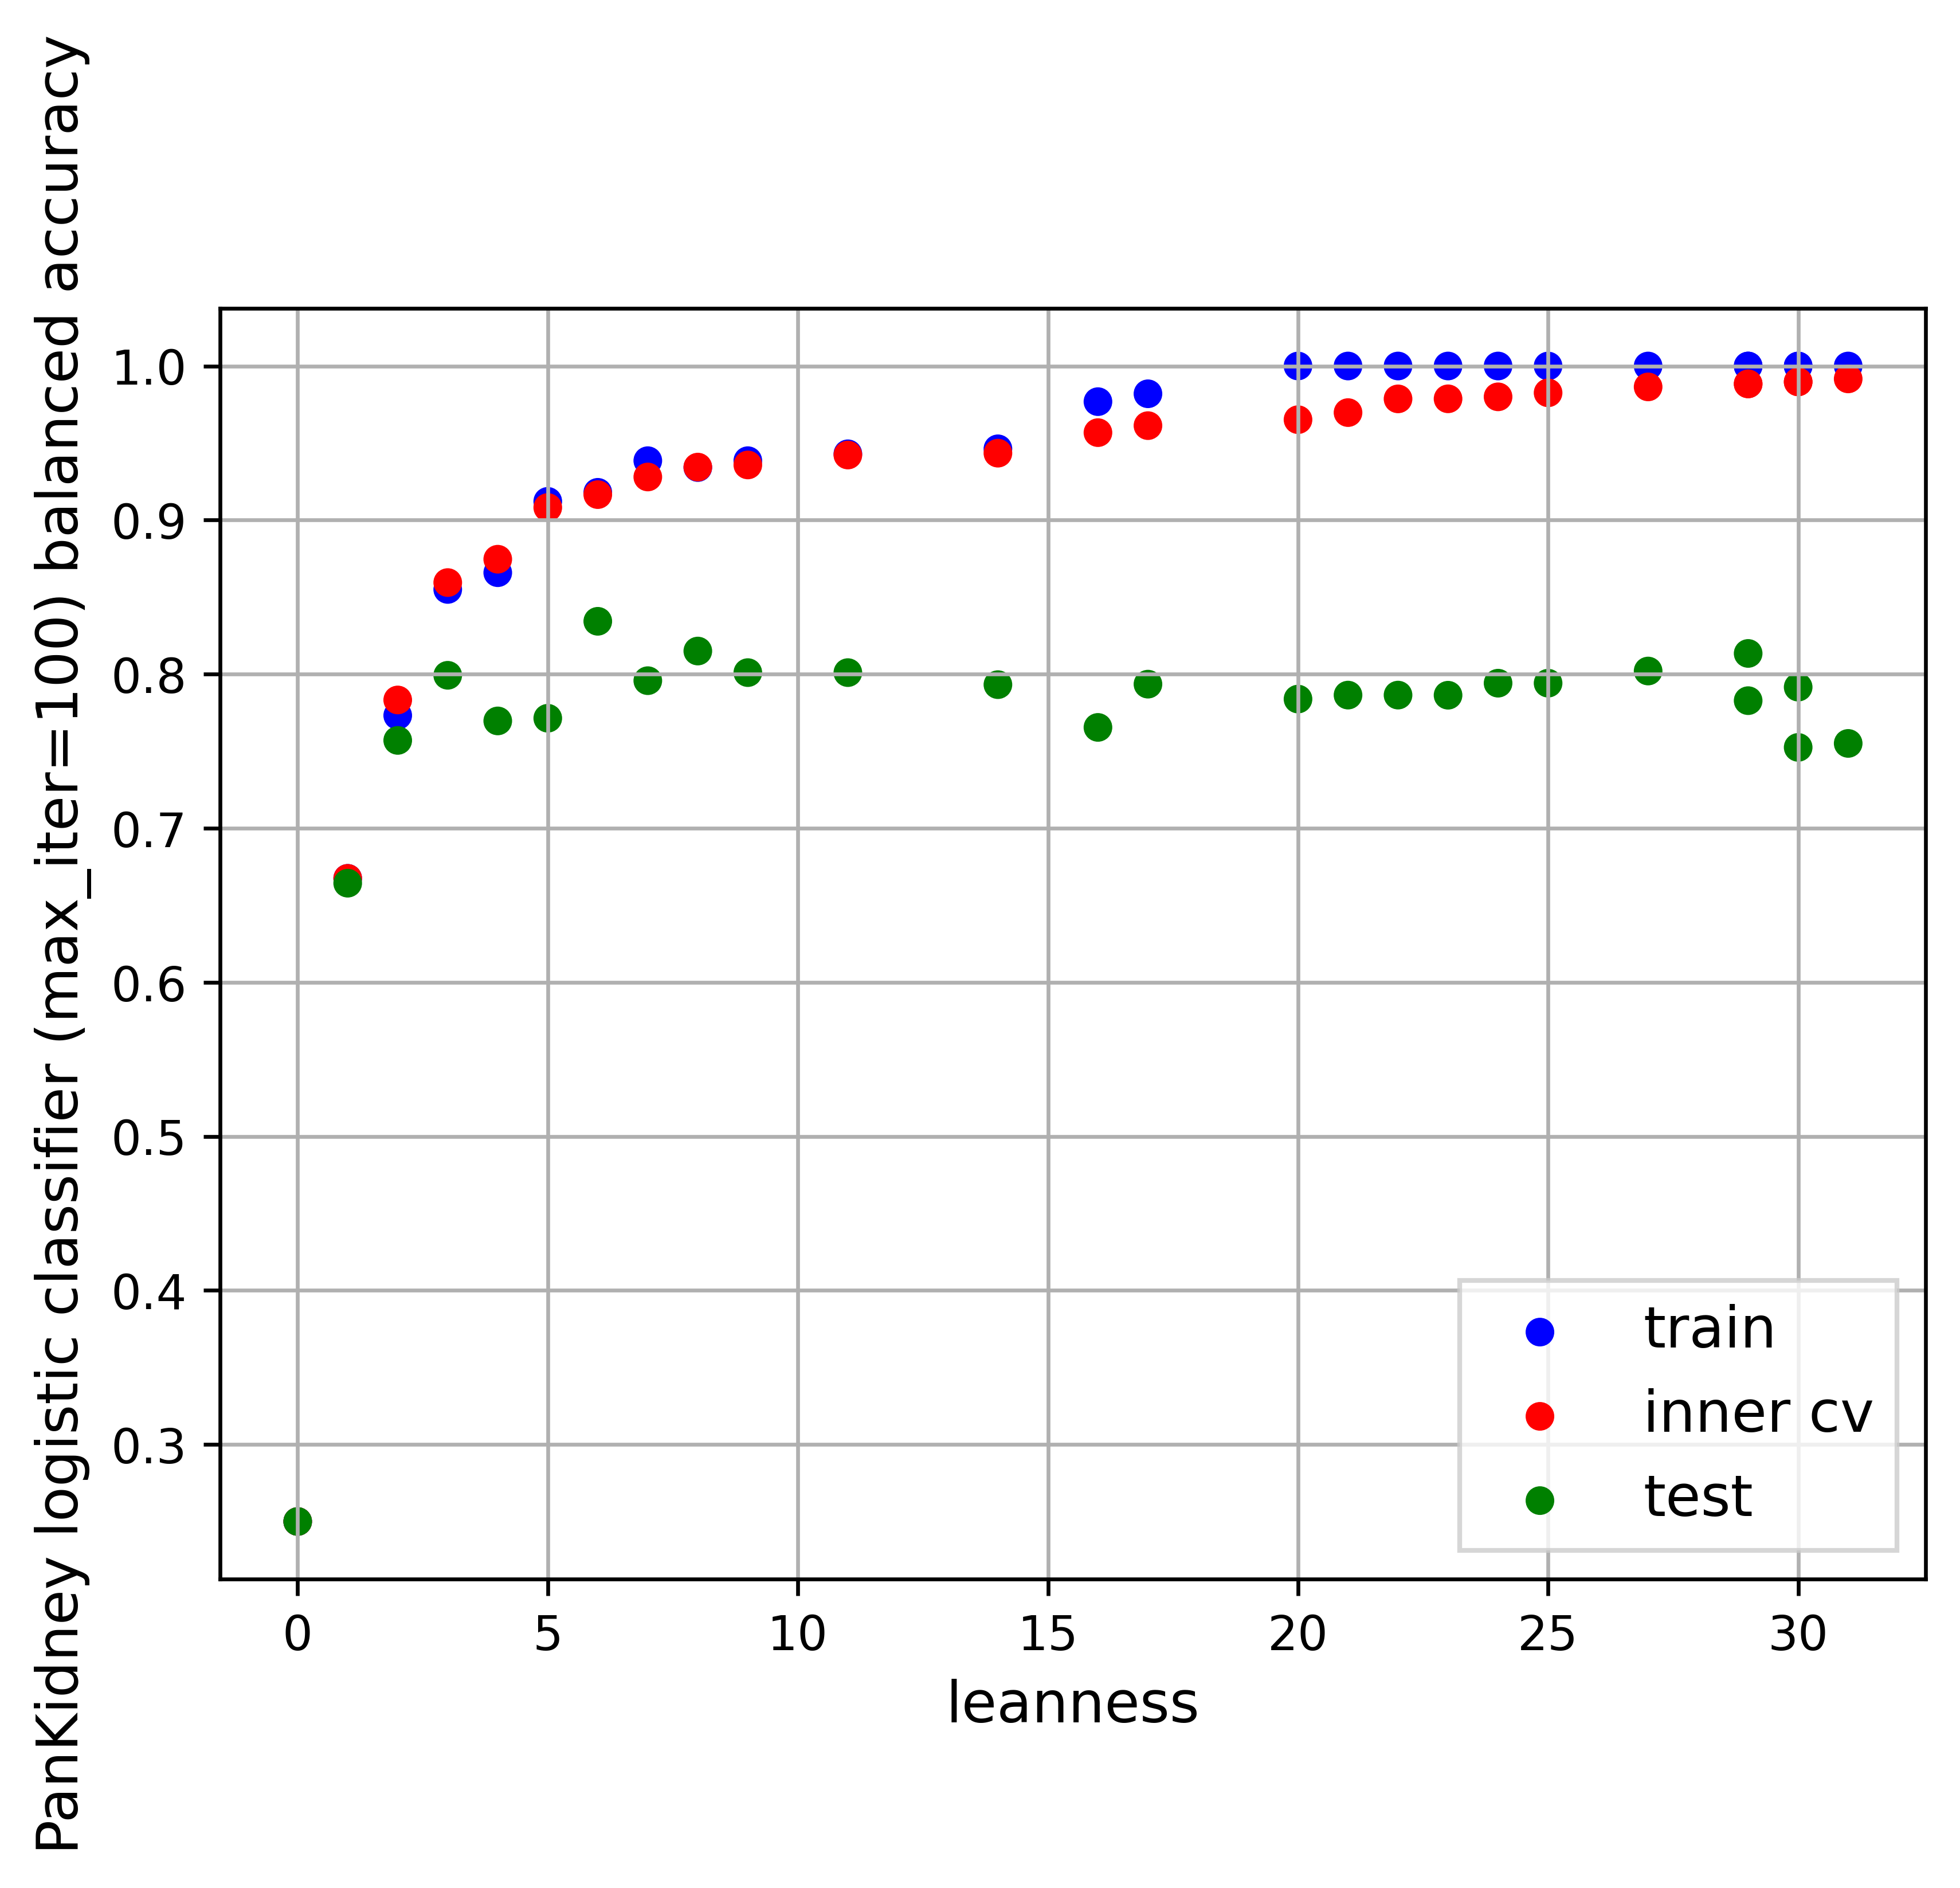 PanKidney logistic classifier (max_iter=100) balanced accuracy
1.0
0.9
0.8
0.7
0.6
0.5
0.4
0.3
train
inner cv
test
0 5 10 15 20 25 30
leanness